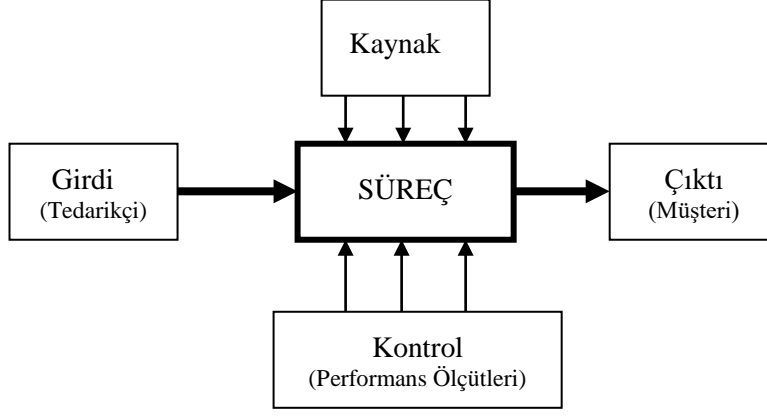 Kaynak
Girdi
(Tedarikçi)
SÜREÇ
Çıktı
(Müşteri)
Kontrol
(Performans Ölçütleri)